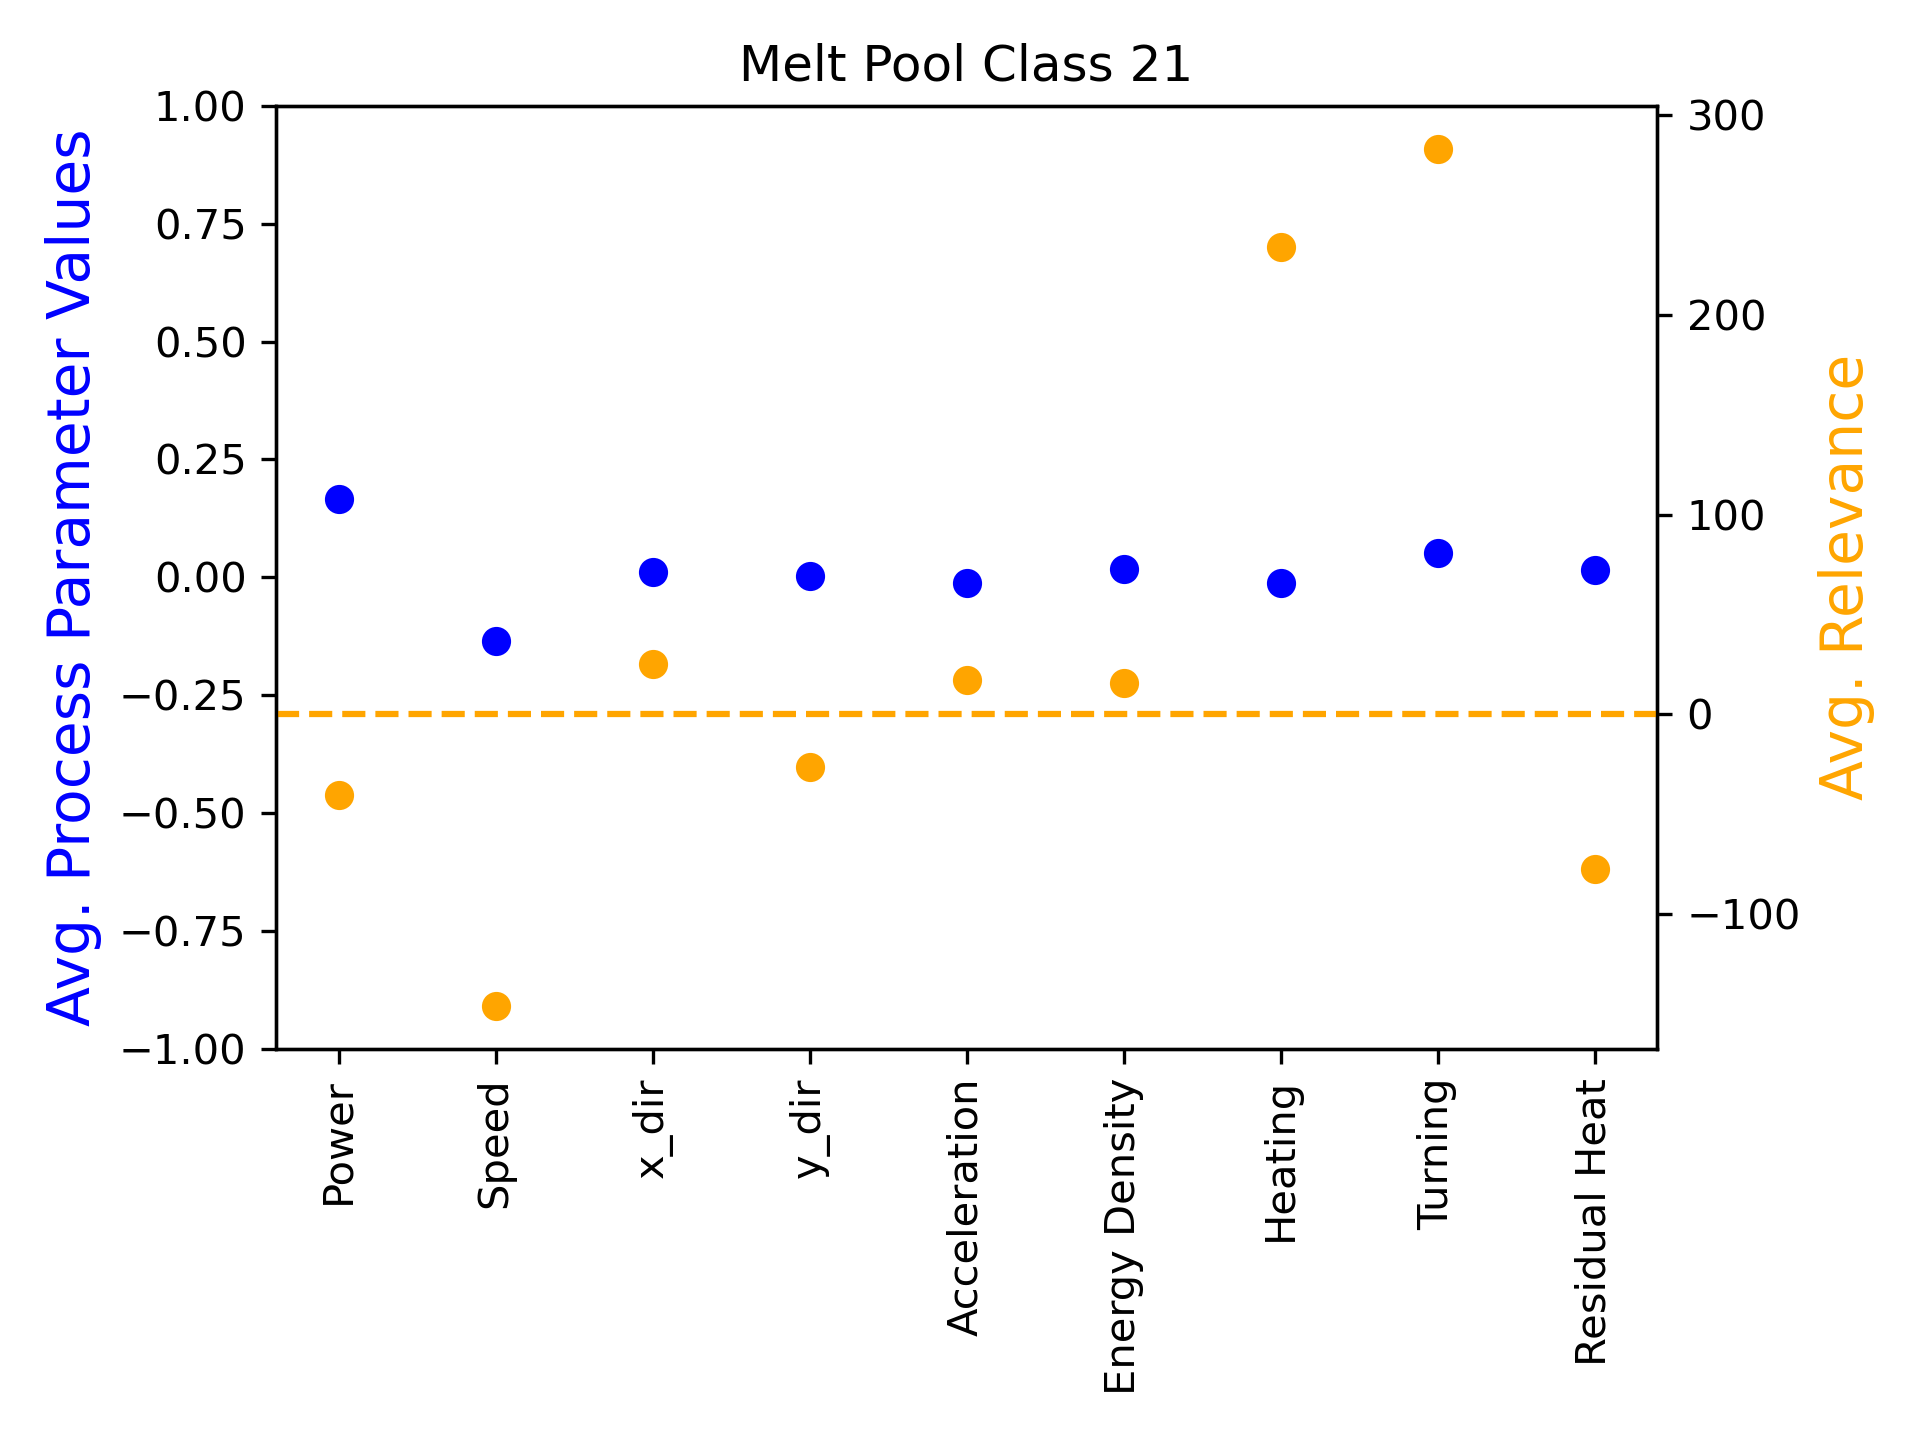 Melt Pool Class 21
Avg. Process Parameter Values
1.00
0.75
0.50
0.25
0.00
−0.25
−0.50
−0.75
−1.00
300
200
100
0
−100
Avg. Relevance
Power
Speed
x_dir
y_dir
Acceleration
Energy Density
Heating
Turning
Residual Heat